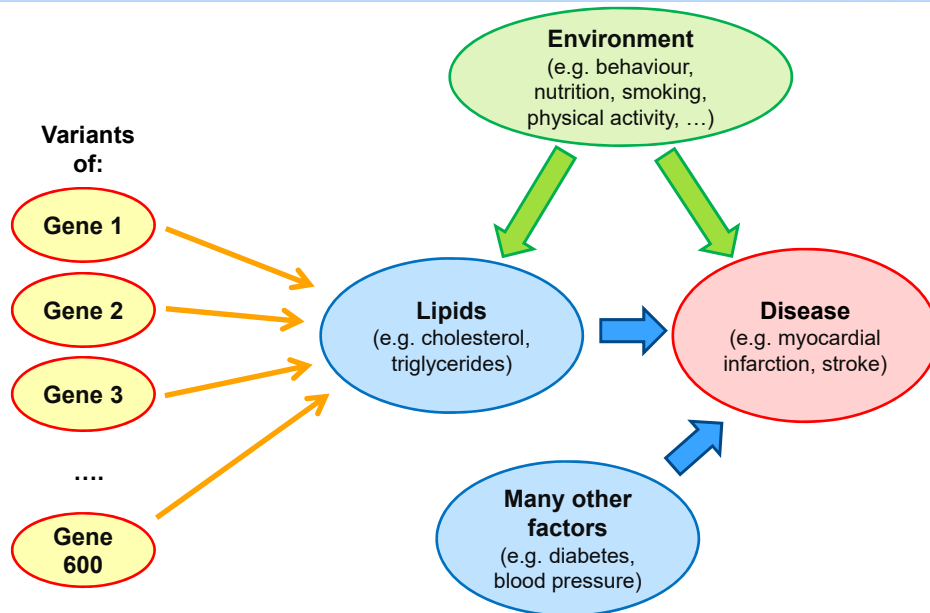 Environment
(e.g. behaviour,
nutrition, smoking,
physical activity, …)
Variants
of:
Gene 1
Gene 2
Gene 3
….
Gene
600
Lipids
(e.g. cholesterol,
triglycerides)
Disease
(e.g. myocardial
infarction, stroke)
Many other
factors
(e.g. diabetes,
blood pressure)